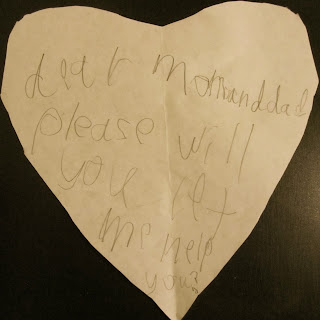 dear Momanddad
please will
you let
me help
you?